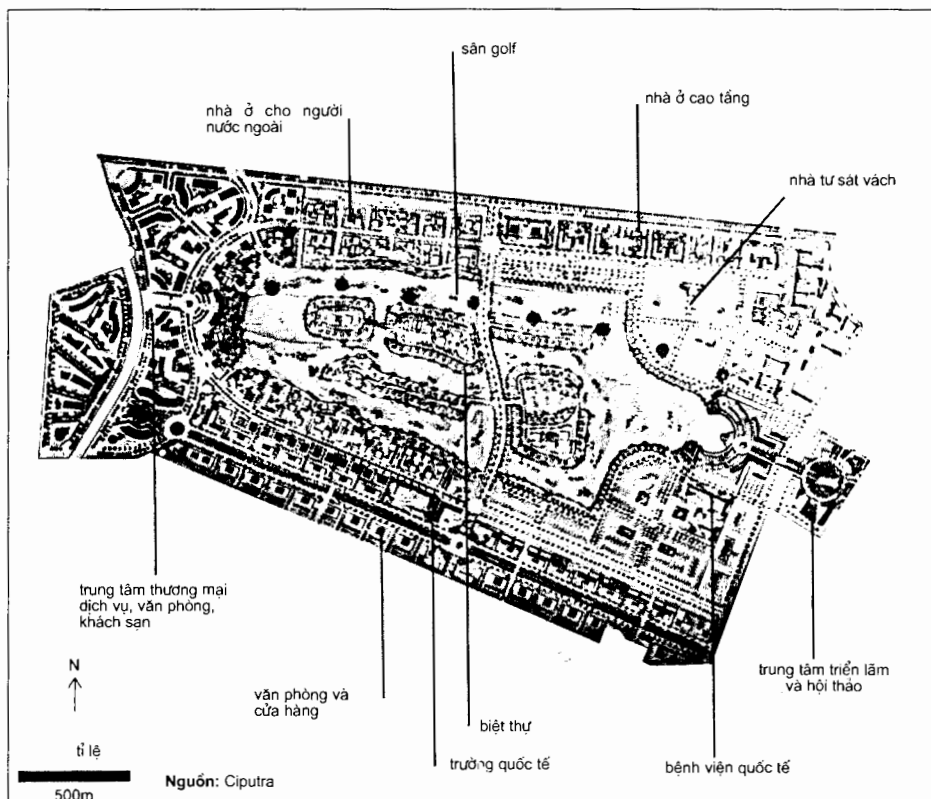 sân golf
nhà ở cho người
nước ngoài
nhà ở cao tầng
nhà tư sát vách
trung tâm thương mại
dịch vụ, văn phòng,
khách sạn
N
tỉ lệ
500m
Nguồn: Ciputra
văn phòng và
cửa hàng
trường quốc tế
biệt thự
bệnh viện quốc tế
trung tâm triển lãm
và hội thảo